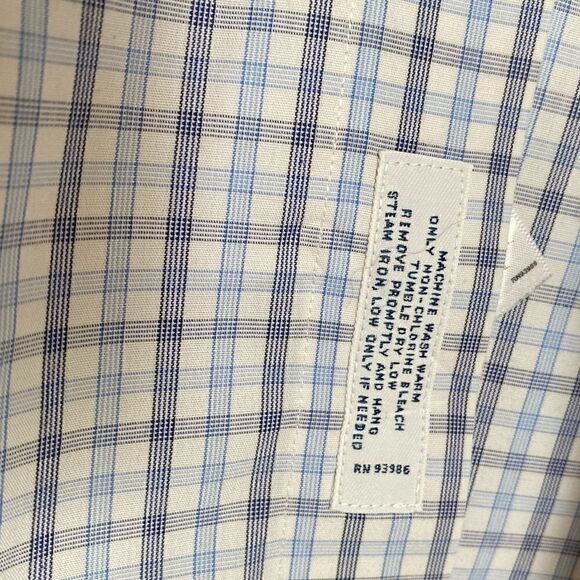 MACHINE WASH WARM
ONLY NON-CHLORINE BLEACH
TUMBLE DRY LOW
REMOVE PROMPTLY AND HANG
STEAM IRON, LOW ONLY IF NEEDED
RN 93986